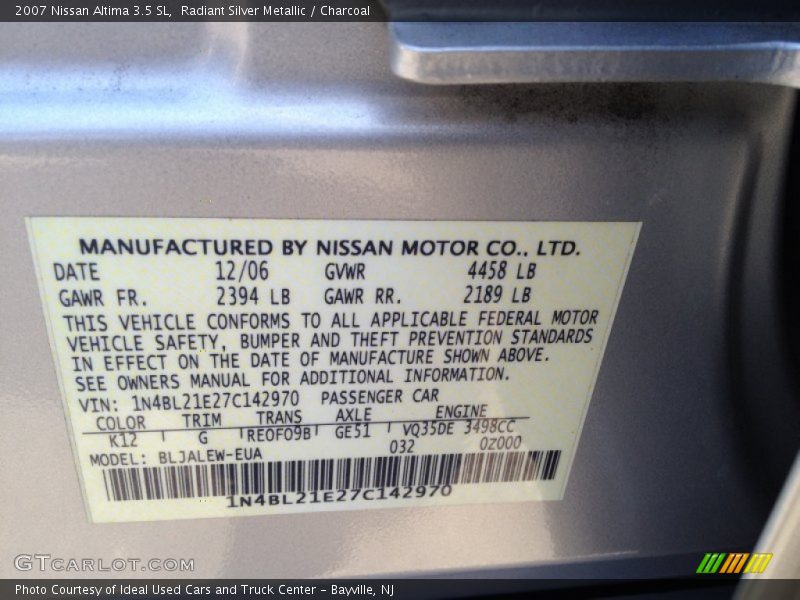 2007 Nissan Altima 3.5 SL,  Radiant Silver Metallic / Charcoal
MANUFACTURED BY NISSAN MOTOR CO., LTD.
DATE 12/06 GVWR 4458 LB
GAWR FR. 2394 LB GAWR RR. 2189 LB
THIS VEHICLE CONFORMS TO ALL APPLICABLE FEDERAL MOTOR
VEHICLE SAFETY, BUMPER AND THEFT PREVENTION STANDARDS
IN EFFECT ON THE DATE OF MANUFACTURE SHOWN ABOVE.
SEE OWNERS MANUAL FOR ADDITIONAL INFORMATION.
VIN: 1N4BL21E27C142970 PASSENGER CAR
COLOR TRIM TRANS AXLE ENGINE
K12 G RE0F09B GE51 VQ35DE 3498CC
032 0Z000
MODEL: BLJALEW-EUA
1N4BL21E27C142970
GTCARLOT.COM
Photo Courtesy of Ideal Used Cars and Truck Center – Bayville, NJ